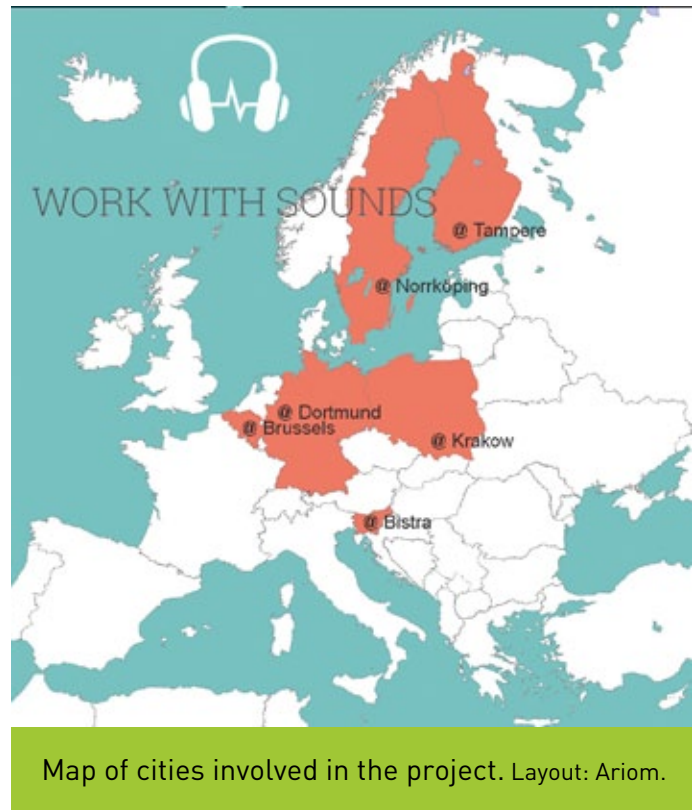 WORK WITH SOUNDS
@ Tampere
@ Norrköping
@ Dortmund
@ Brussels
@ Krakow
@ Bistra
Map of cities involved in the project. Layout: Ariom.